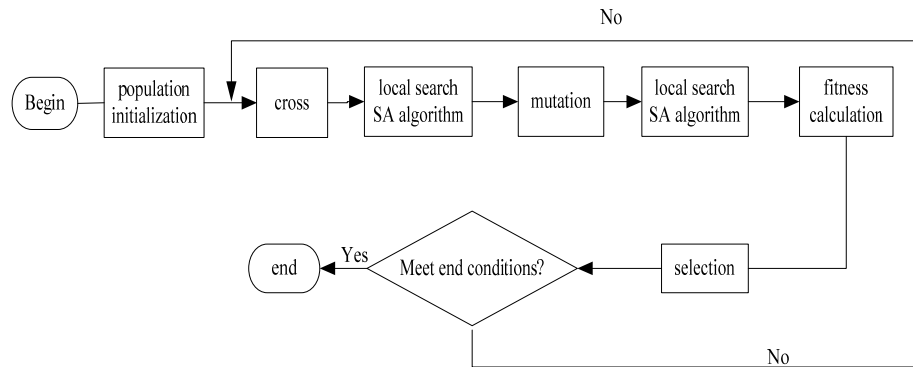 No
Begin
population
initialization
cross
local search
SA algorithm
mutation
local search
SA algorithm
fitness
calculation
end
Yes
Meet end conditions?
selection
No